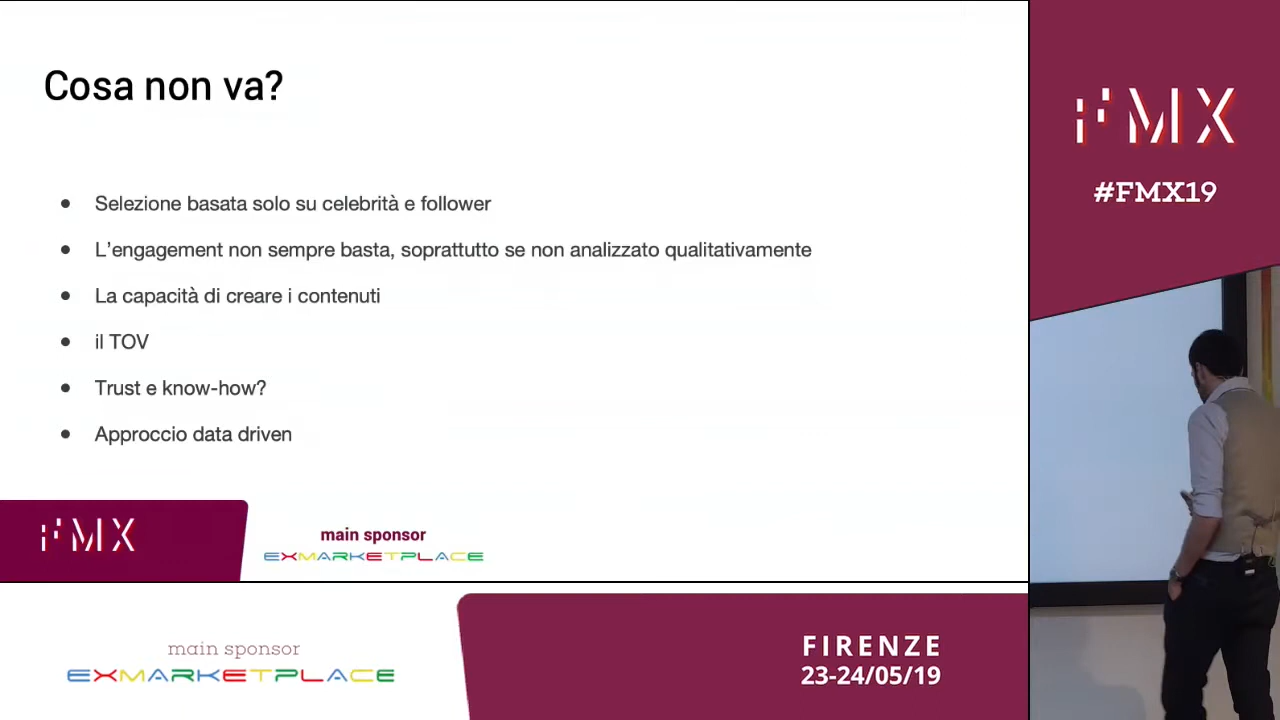 Cosa non va?
Selezione basata solo su celebrità e follower
L'engagement non sempre basta, soprattutto se non analizzato qualitativamente
La capacità di creare i contenuti
il TOV
Trust e know-how?
Approccio data driven
FMX
main sponsor
EXMARKETPLACE
main sponsor
EXMARKETPLACE
FIRENZE
23-24/05/19
FMX
#FMX19